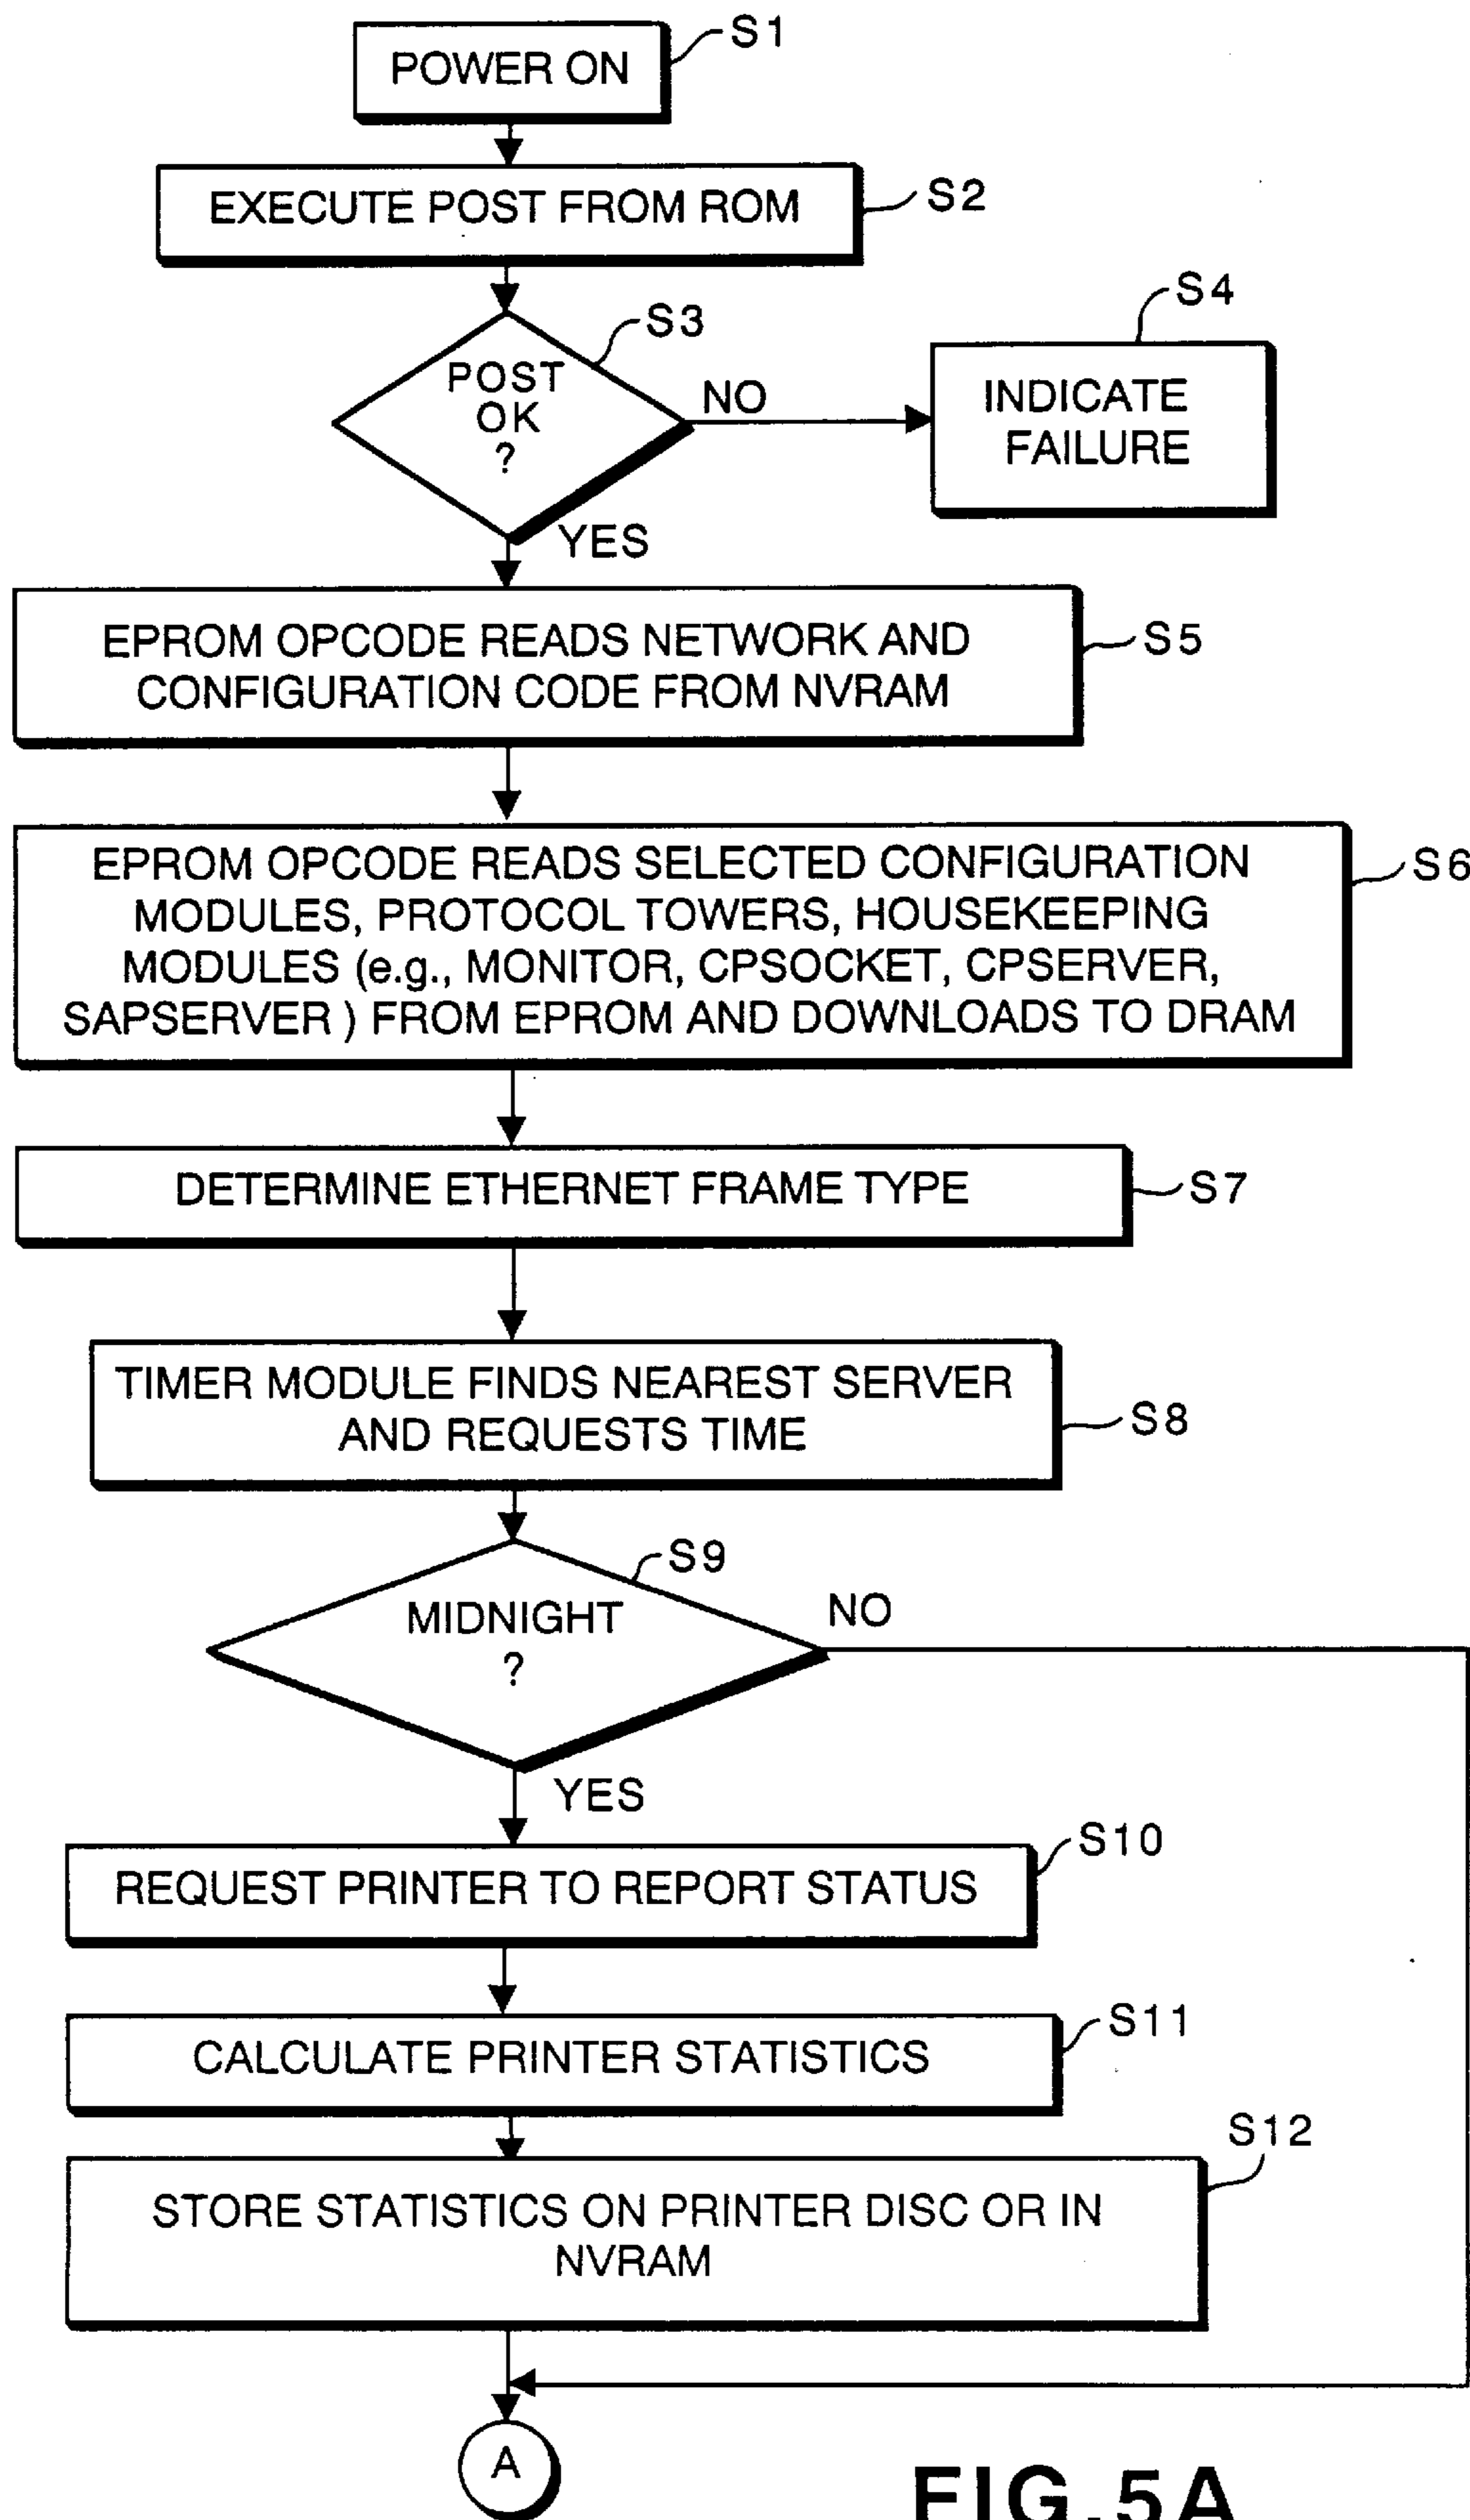 S1
POWER ON
EXECUTE POST FROM ROM
S2
S3
POST
OK
?
NO
YES
S4
INDICATE
FAILURE
EPROM OPCODE READS NETWORK AND
CONFIGURATION CODE FROM NVRAM
S5
EPROM OPCODE READS SELECTED CONFIGURATION
MODULES, PROTOCOL TOWERS, HOUSEKEEPING
MODULES (e.g., MONITOR, CPSOCKET, CPSERVER,
SAPSERVER ) FROM EPROM AND DOWNLOADS TO DRAM
S6
DETERMINE ETHERNET FRAME TYPE
S7
TIMER MODULE FINDS NEAREST SERVER
AND REQUESTS TIME
S8
S9
MIDNIGHT
?
NO
YES
S10
REQUEST PRINTER TO REPORT STATUS
S11
CALCULATE PRINTER STATISTICS
S12
STORE STATISTICS ON PRINTER DISC OR IN
NVRAM
A
FIG.5A